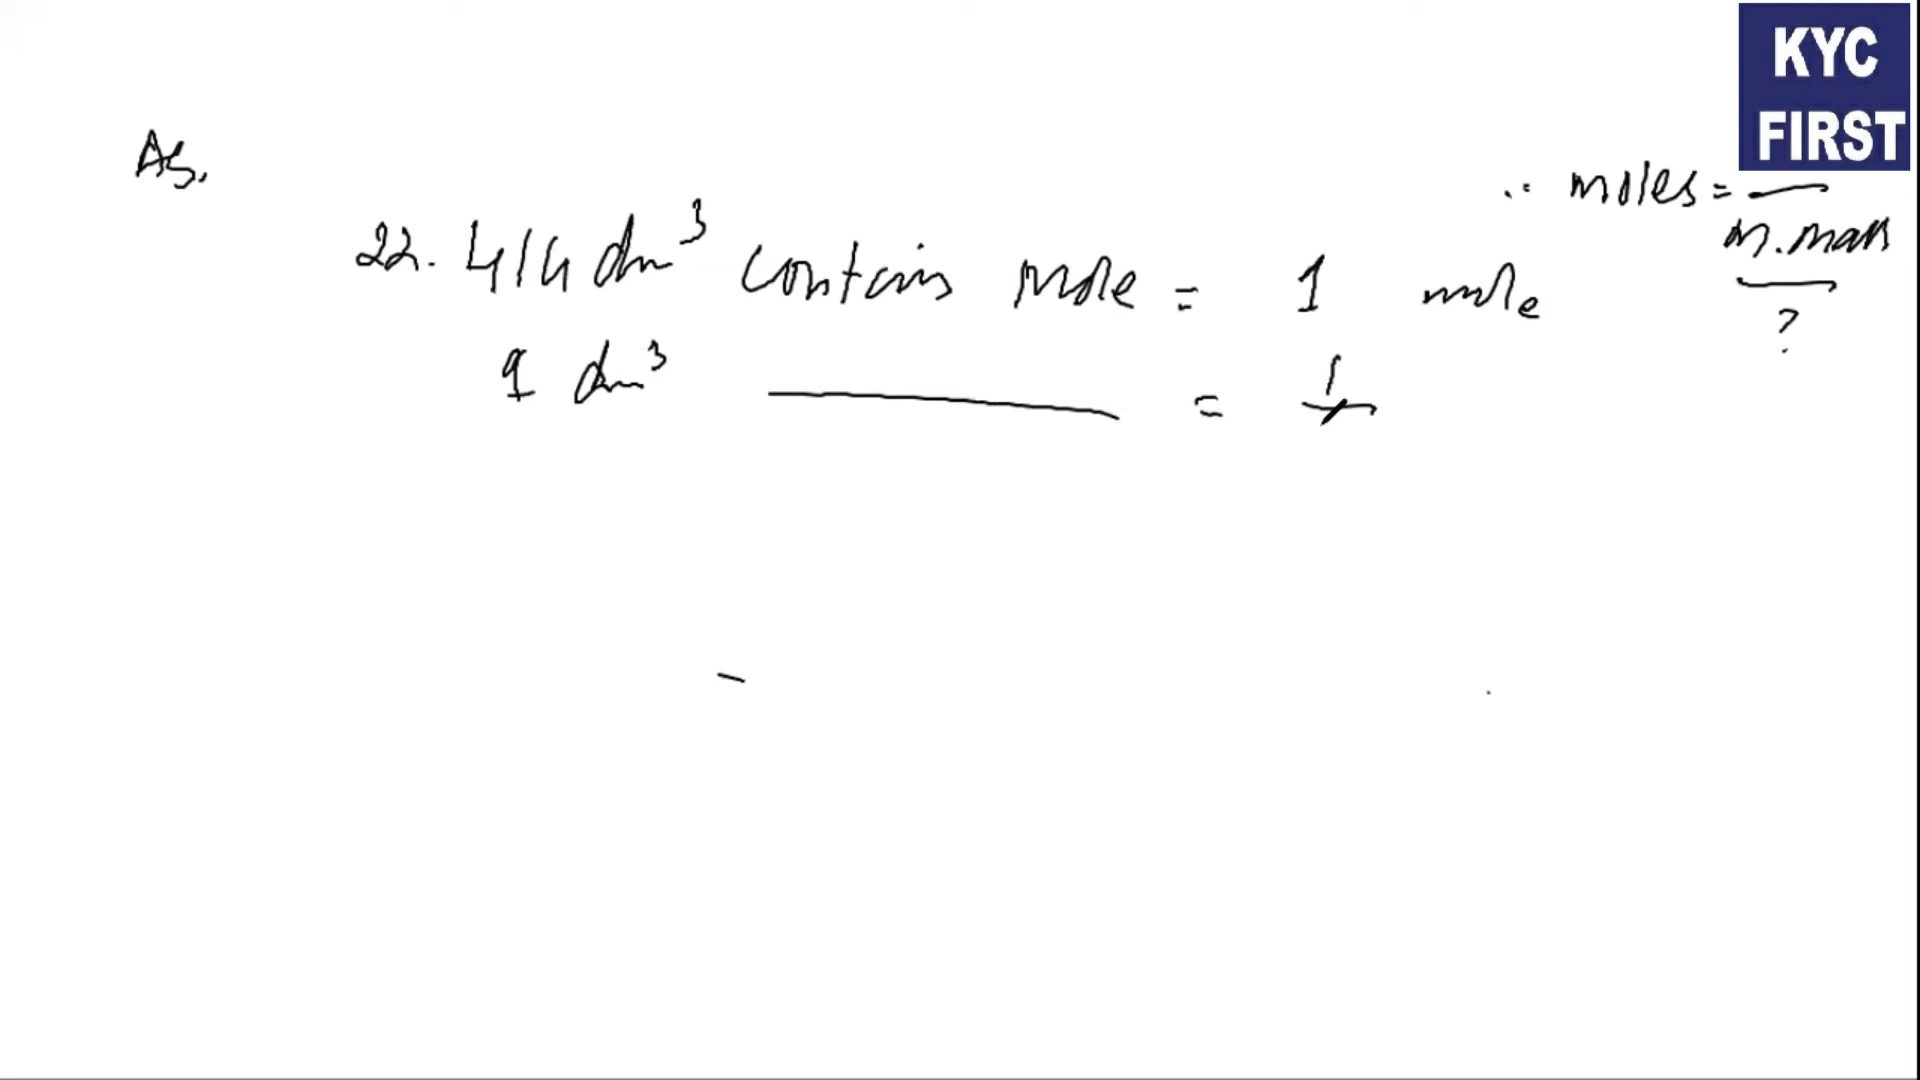 KYC
FIRST
As,
∵ moles =
m. mass
22.414 dm³ contains mole = 1 mole
?
1 dm³ = 1